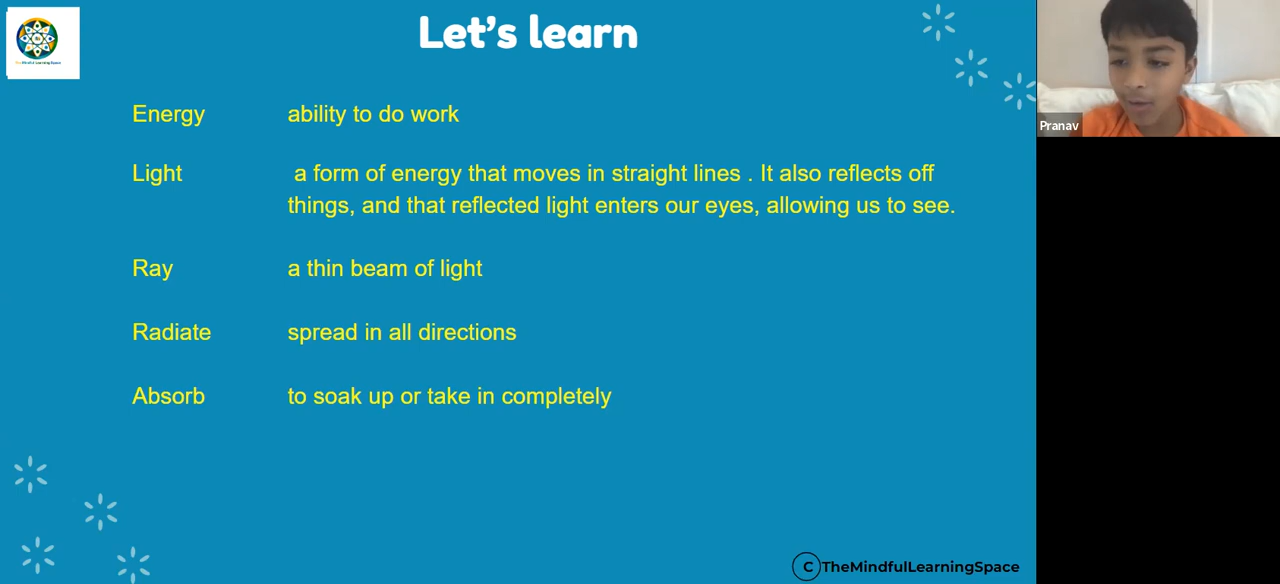 Let's learn
Energy ability to do work
Light a form of energy that moves in straight lines . It also reflects off
things, and that reflected light enters our eyes, allowing us to see.
Ray a thin beam of light
Radiate spread in all directions
Absorb to soak up or take in completely
Pranav
C TheMindfulLearningSpace